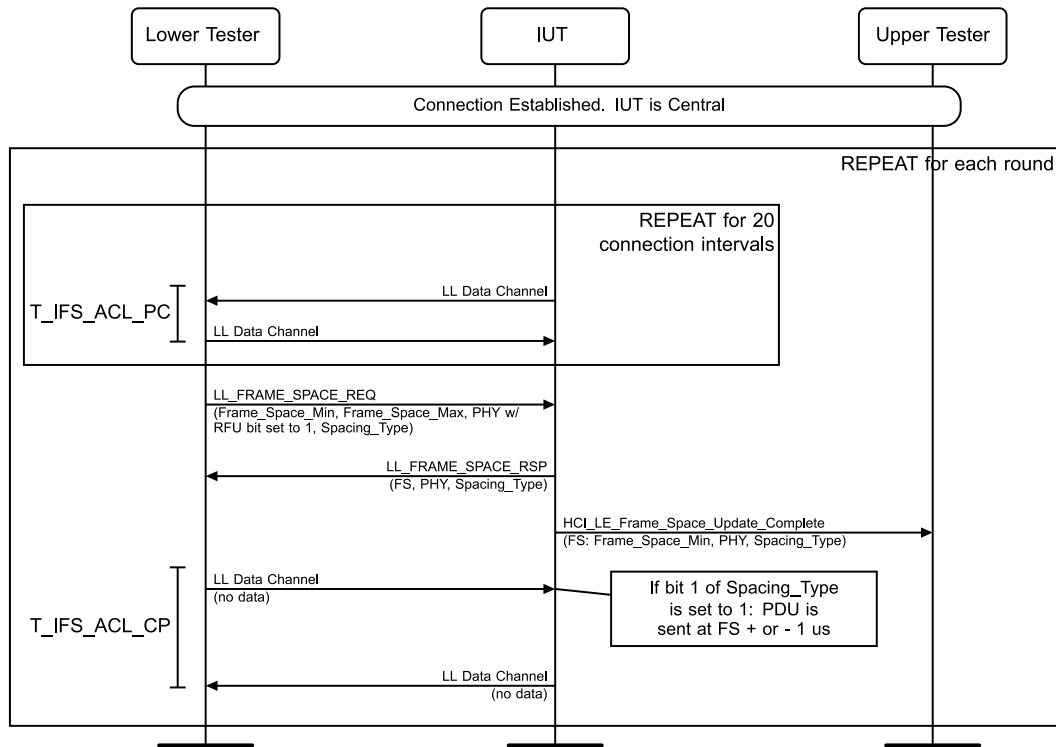 Lower Tester
IUT
Upper Tester
Connection Established. IUT is Central
REPEAT for each round
REPEAT for 20
connection intervals
LL Data Channel
T_IFS_ACL_PC
LL Data Channel
LL_FRAME_SPACE_REQ
(Frame_Space_Min, Frame_Space_Max, PHY w/
RFU bit set to 1, Spacing_Type)
LL_FRAME_SPACE_RSP
(FS, PHY, Spacing_Type)
HCI_LE_Frame_Space_Update_Complete
(FS: Frame_Space_Min, PHY, Spacing_Type)
LL Data Channel
(no data)
If bit 1 of Spacing_Type
is set to 1: PDU is
sent at FS + or - 1 us
T_IFS_ACL_CP
LL Data Channel
(no data)